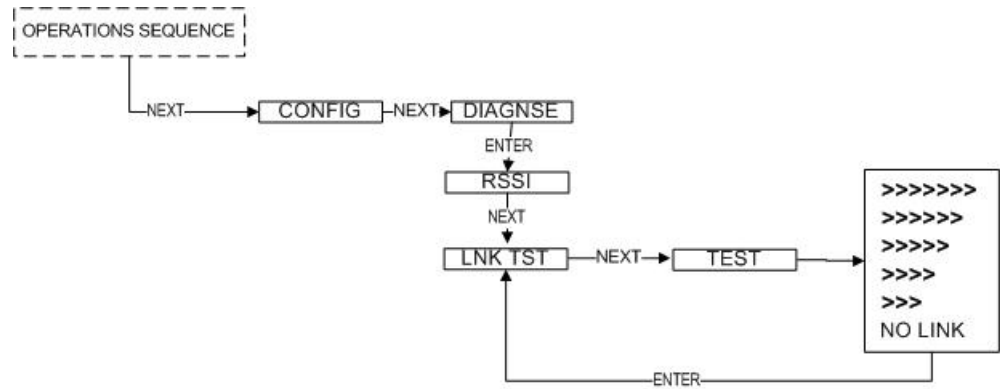 OPERATIONS SEQUENCE
NEXT
CONFIG
NEXT
DIAGNSE
ENTER
RSSI
NEXT
LNK TST
NEXT
TEST
>>>>>>>
>>>>>>
>>>>>
>>>>
>>>
NO LINK
ENTER